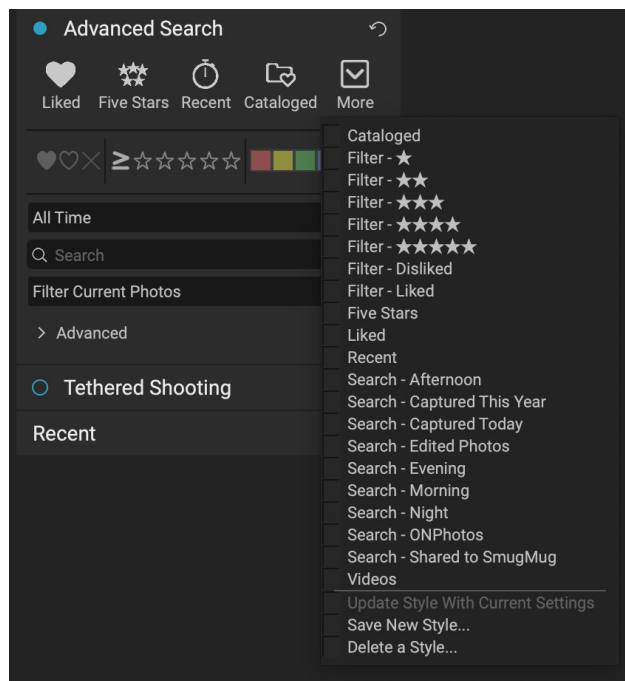 Advanced Search
Liked Five Stars Recent Cataloged More
≥☆☆☆☆☆
All Time
Search
Filter Current Photos
> Advanced
Tethered Shooting
Recent
Cataloged
Filter - ★
Filter - ★★
Filter - ★★★
Filter - ★★★★
Filter - ★★★★★
Filter - Disliked
Filter - Liked
Five Stars
Liked
Recent
Search - Afternoon
Search - Captured This Year
Search - Captured Today
Search - Edited Photos
Search - Evening
Search - Morning
Search - Night
Search - ONPhotos
Search - Shared to SmugMug
Videos
Update Style With Current Settings
Save New Style...
Delete a Style...